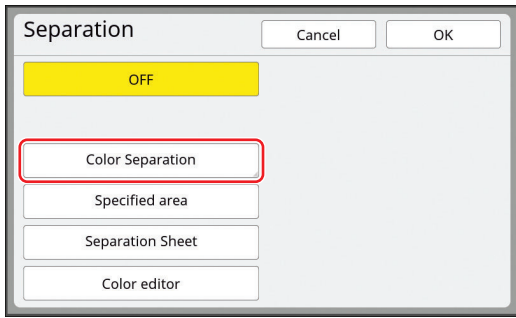 Separation
Cancel
OK
OFF
Color Separation
Specified area
Separation Sheet
Color editor